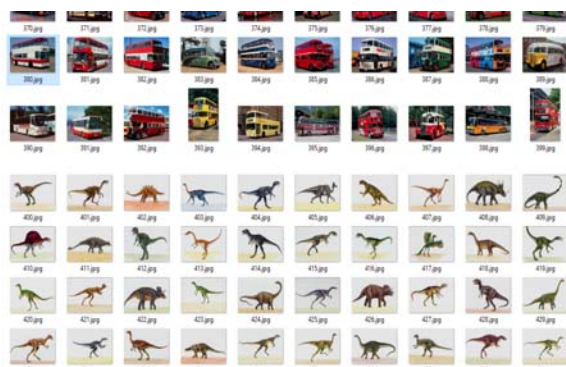 370.jpg 371.jpg 372.jpg 373.jpg 374.jpg 375.jpg 376.jpg 377.jpg 378.jpg 379.jpg
380.jpg 381.jpg 382.jpg 383.jpg 384.jpg 385.jpg 386.jpg 387.jpg 388.jpg 389.jpg
390.jpg 391.jpg 392.jpg 393.jpg 394.jpg 395.jpg 396.jpg 397.jpg 398.jpg 399.jpg
400.jpg 401.jpg 402.jpg 403.jpg 404.jpg 405.jpg 406.jpg 407.jpg 408.jpg 409.jpg
410.jpg 411.jpg 412.jpg 413.jpg 414.jpg 415.jpg 416.jpg 417.jpg 418.jpg 419.jpg
420.jpg 421.jpg 422.jpg 423.jpg 424.jpg 425.jpg 426.jpg 427.jpg 428.jpg 429.jpg